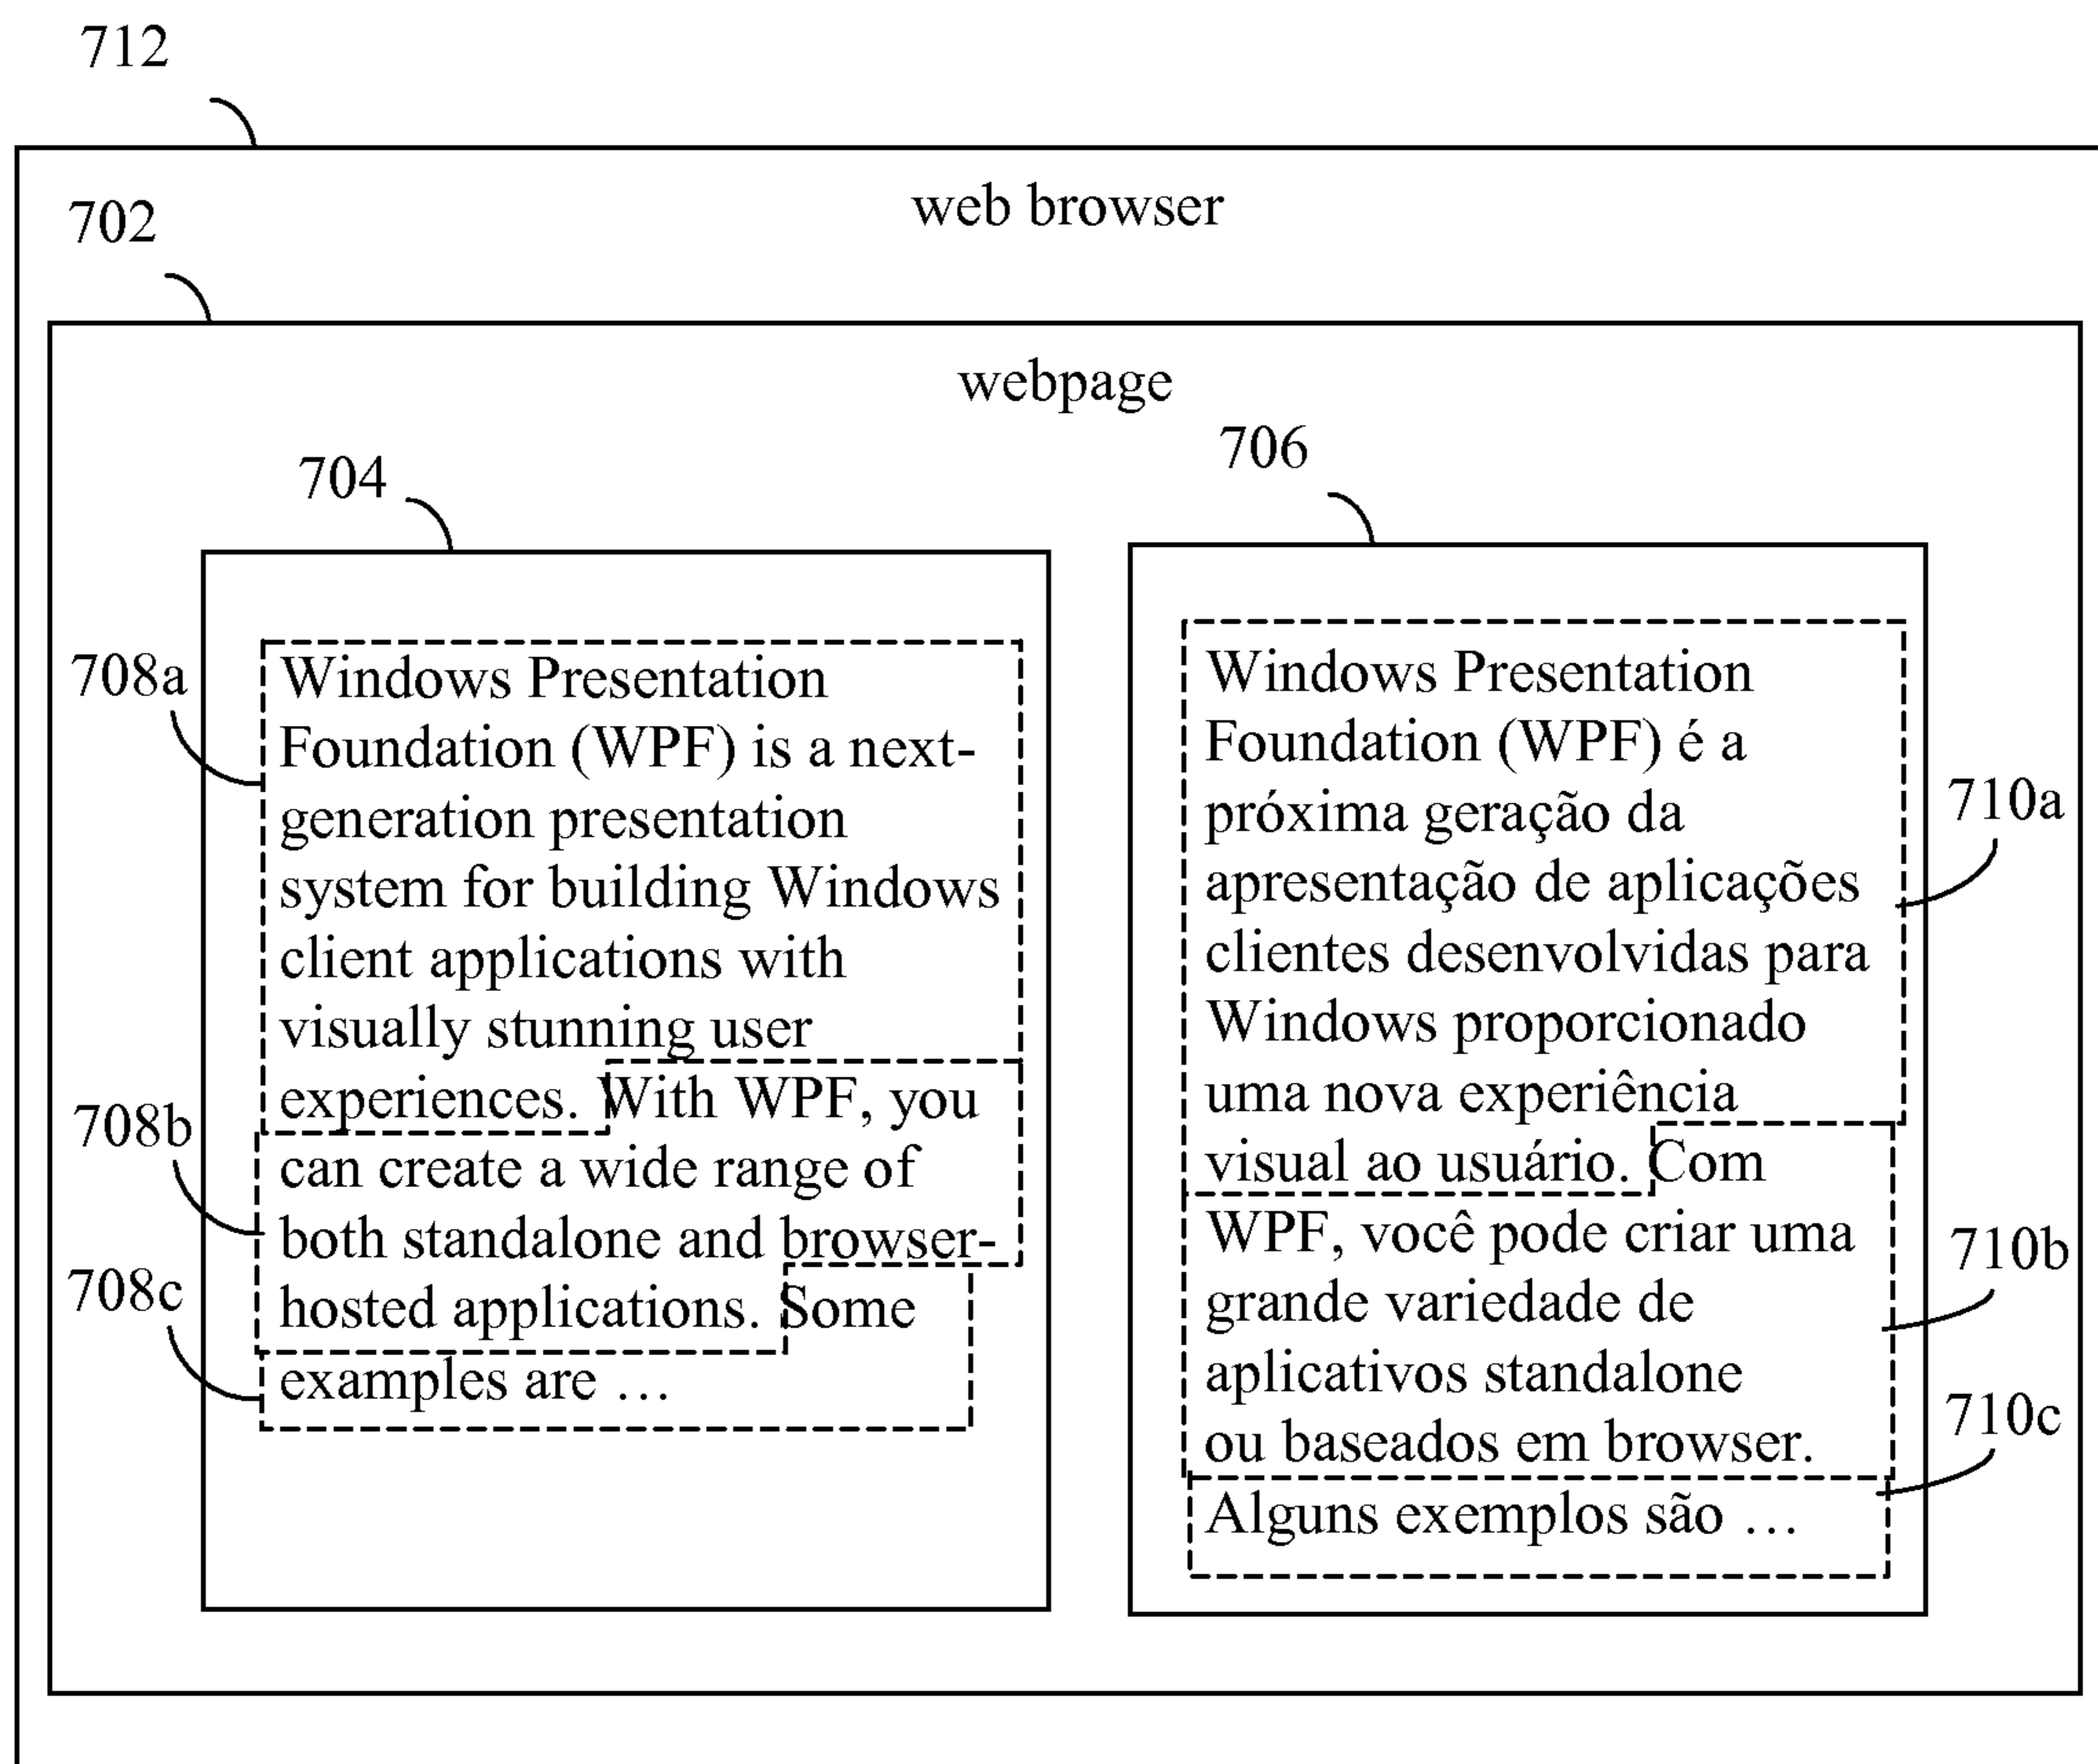 712
web browser
702
webpage
704
706
708a
Windows Presentation
Foundation (WPF) is a next-
generation presentation
system for building Windows
client applications with
visually stunning user
experiences. With WPF, you
708b
can create a wide range of
both standalone and browser-
708c
hosted applications. Some
examples are …
Windows Presentation
Foundation (WPF) é a
próxima geração da
710a
apresentação de aplicações
clientes desenvolvidas para
Windows proporcionado
uma nova experiência
visual ao usuário. Com
WPF, você pode criar uma
710b
grande variedade de
aplicativos standalone
710c
ou baseados em browser.
Alguns exemplos são …